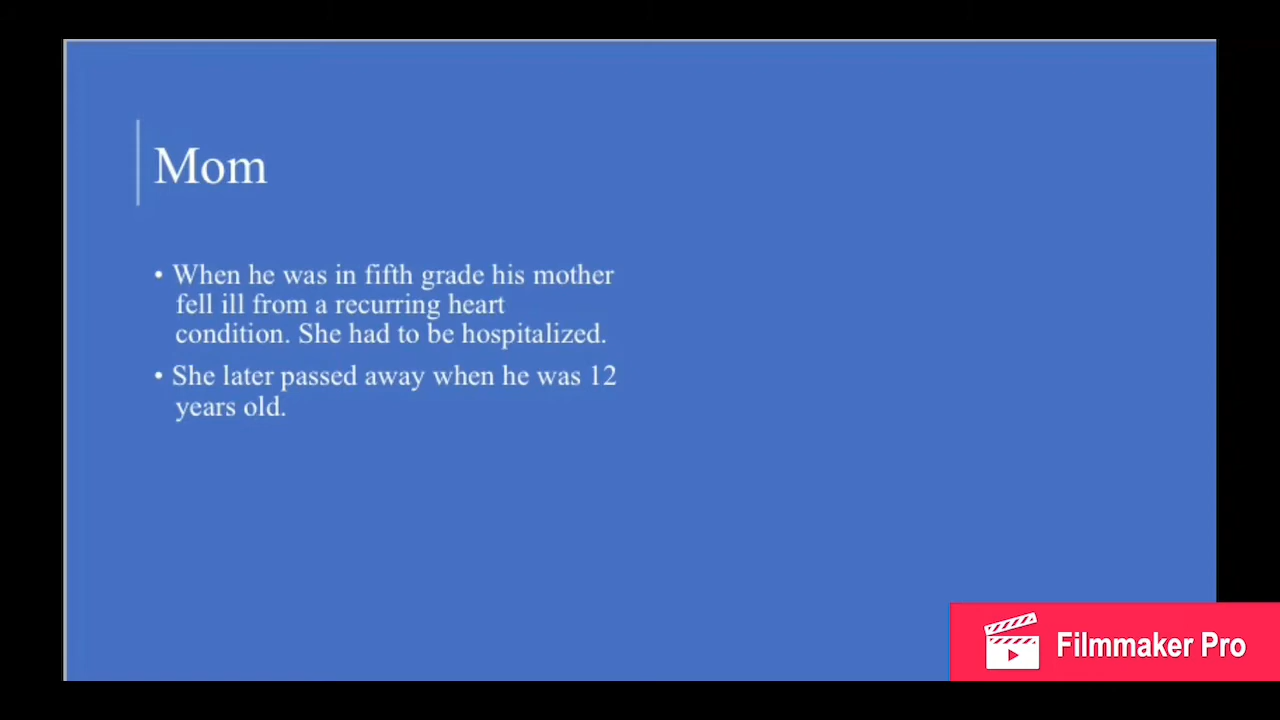 Mom
• When he was in fifth grade his mother
fell ill from a recurring heart
condition. She had to be hospitalized.
• She later passed away when he was 12
years old.
Filmmaker Pro